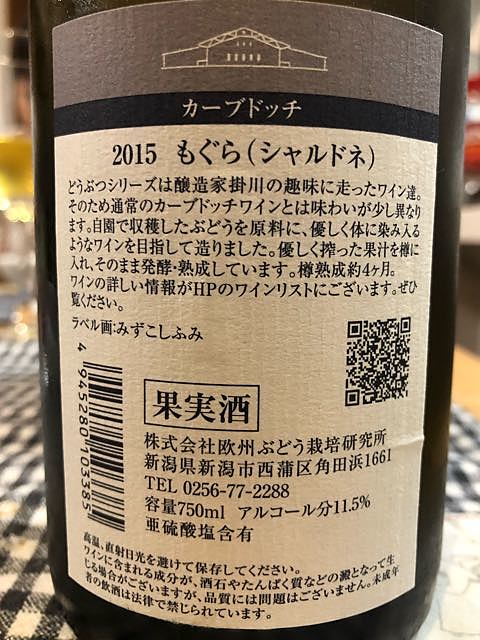 カーブドッチ
2015 もぐら(シャルドネ)
どうぶつシリーズは醸造家掛川の趣味に走ったワイン達。
そのため通常のカーブドッチワインとは味わいが少し異なり
ます。自園で収穫したぶどうを原料に、優しく体に染み入る
ようなワインを目指して造りました。優しく搾った果汁を樽に
入れ、そのまま発酵・熟成しています。樽熟成約4ヶ月。
ワインの詳しい情報がHPのワインリストにございます。ぜひ
覧ください。
ラベル画:みずこしふみ
4 945280 103385
果実酒
株式会社欧州ぶどう栽培研究所
新潟県新潟市西蒲区角田浜1661
TEL 0256-77-2288
容量750ml アルコール分11.5%
亜硫酸塩含有
高温、直射日光を避けて保存してください。
ワインに含まれる成分が、酒石やたんぱく質などの澱となって生
じる場合がございますが、品質には問題はございません。未成年
者の飲酒は法律で禁じられています。